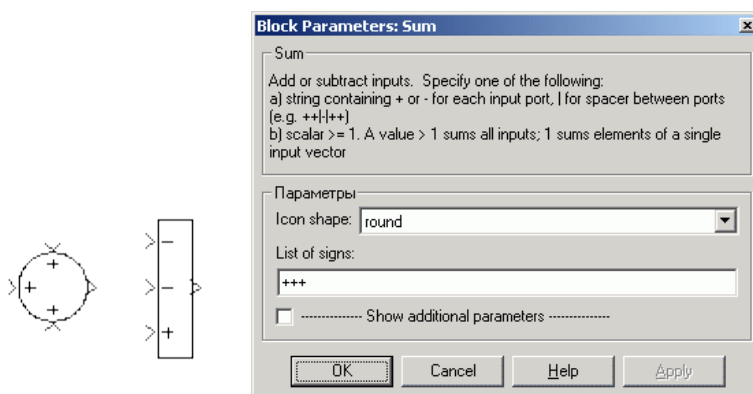 Block Parameters: Sum
Sum
Add or subtract inputs. Specify one of the following:
a) string containing + or - for each input port, | for spacer between ports
(e.g. ++|-|++)
b) scalar >= 1. A value > 1 sums all inputs; 1 sums elements of a single
input vector
Параметры
Icon shape: round
List of signs:
+++
-------------- Show additional parameters --------------
OK Cancel Help Apply
+
+
+
−
−
+